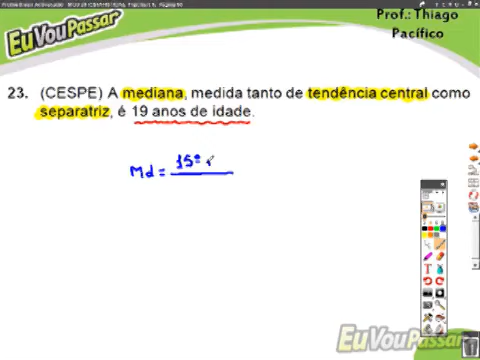 EuVouPassar
Prof.: Thiago
Pacífico
23. (CESPE) A mediana, medida tanto de tendência central como
separatriz, é 19 anos de idade.
Md = 15º
EuVouPassar